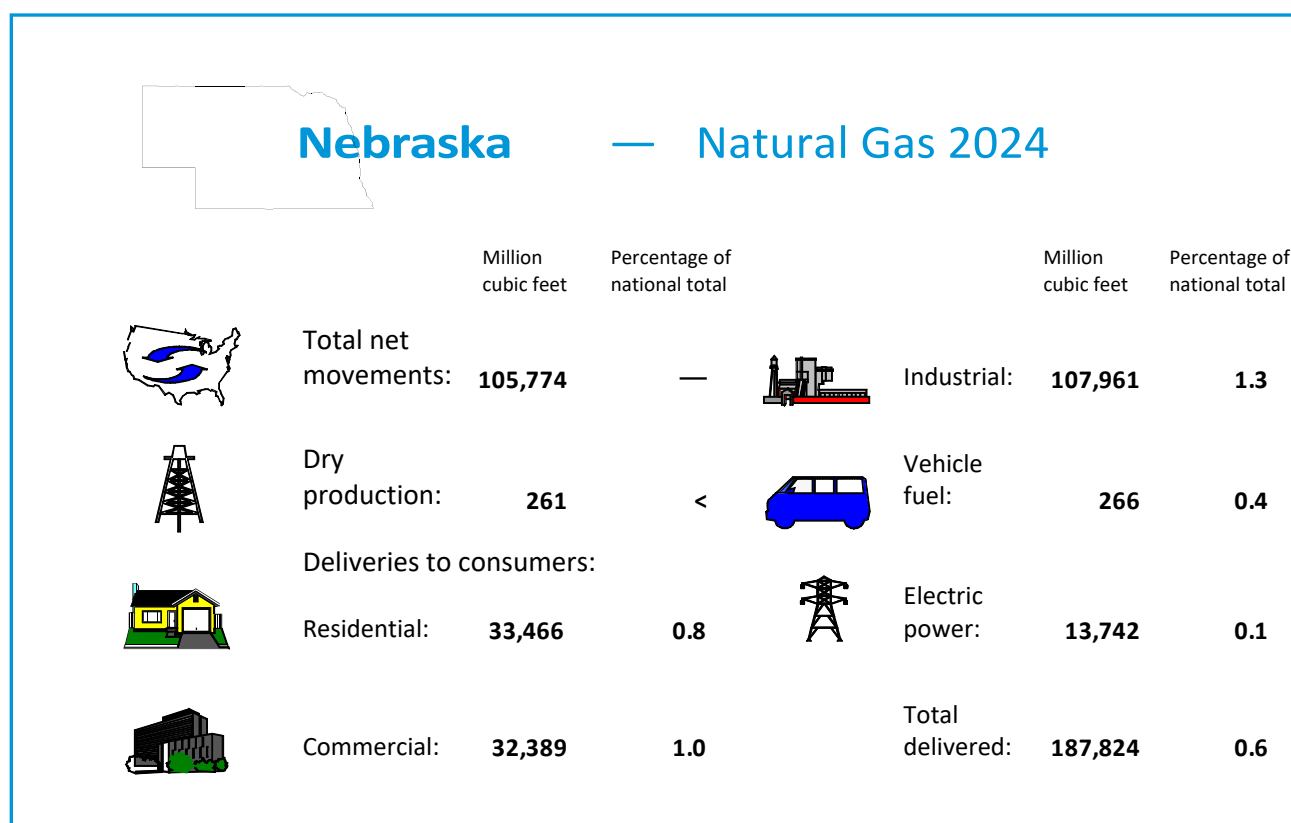 Nebraska — Natural Gas 2024
Million cubic feet
Percentage of national total
Million cubic feet
Percentage of national total
Total net movements: 105,774 —
Industrial: 107,961 1.3
Dry production: 261 <
Vehicle fuel: 266 0.4
Deliveries to consumers:
Residential: 33,466 0.8
Electric power: 13,742 0.1
Commercial: 32,389 1.0
Total delivered: 187,824 0.6